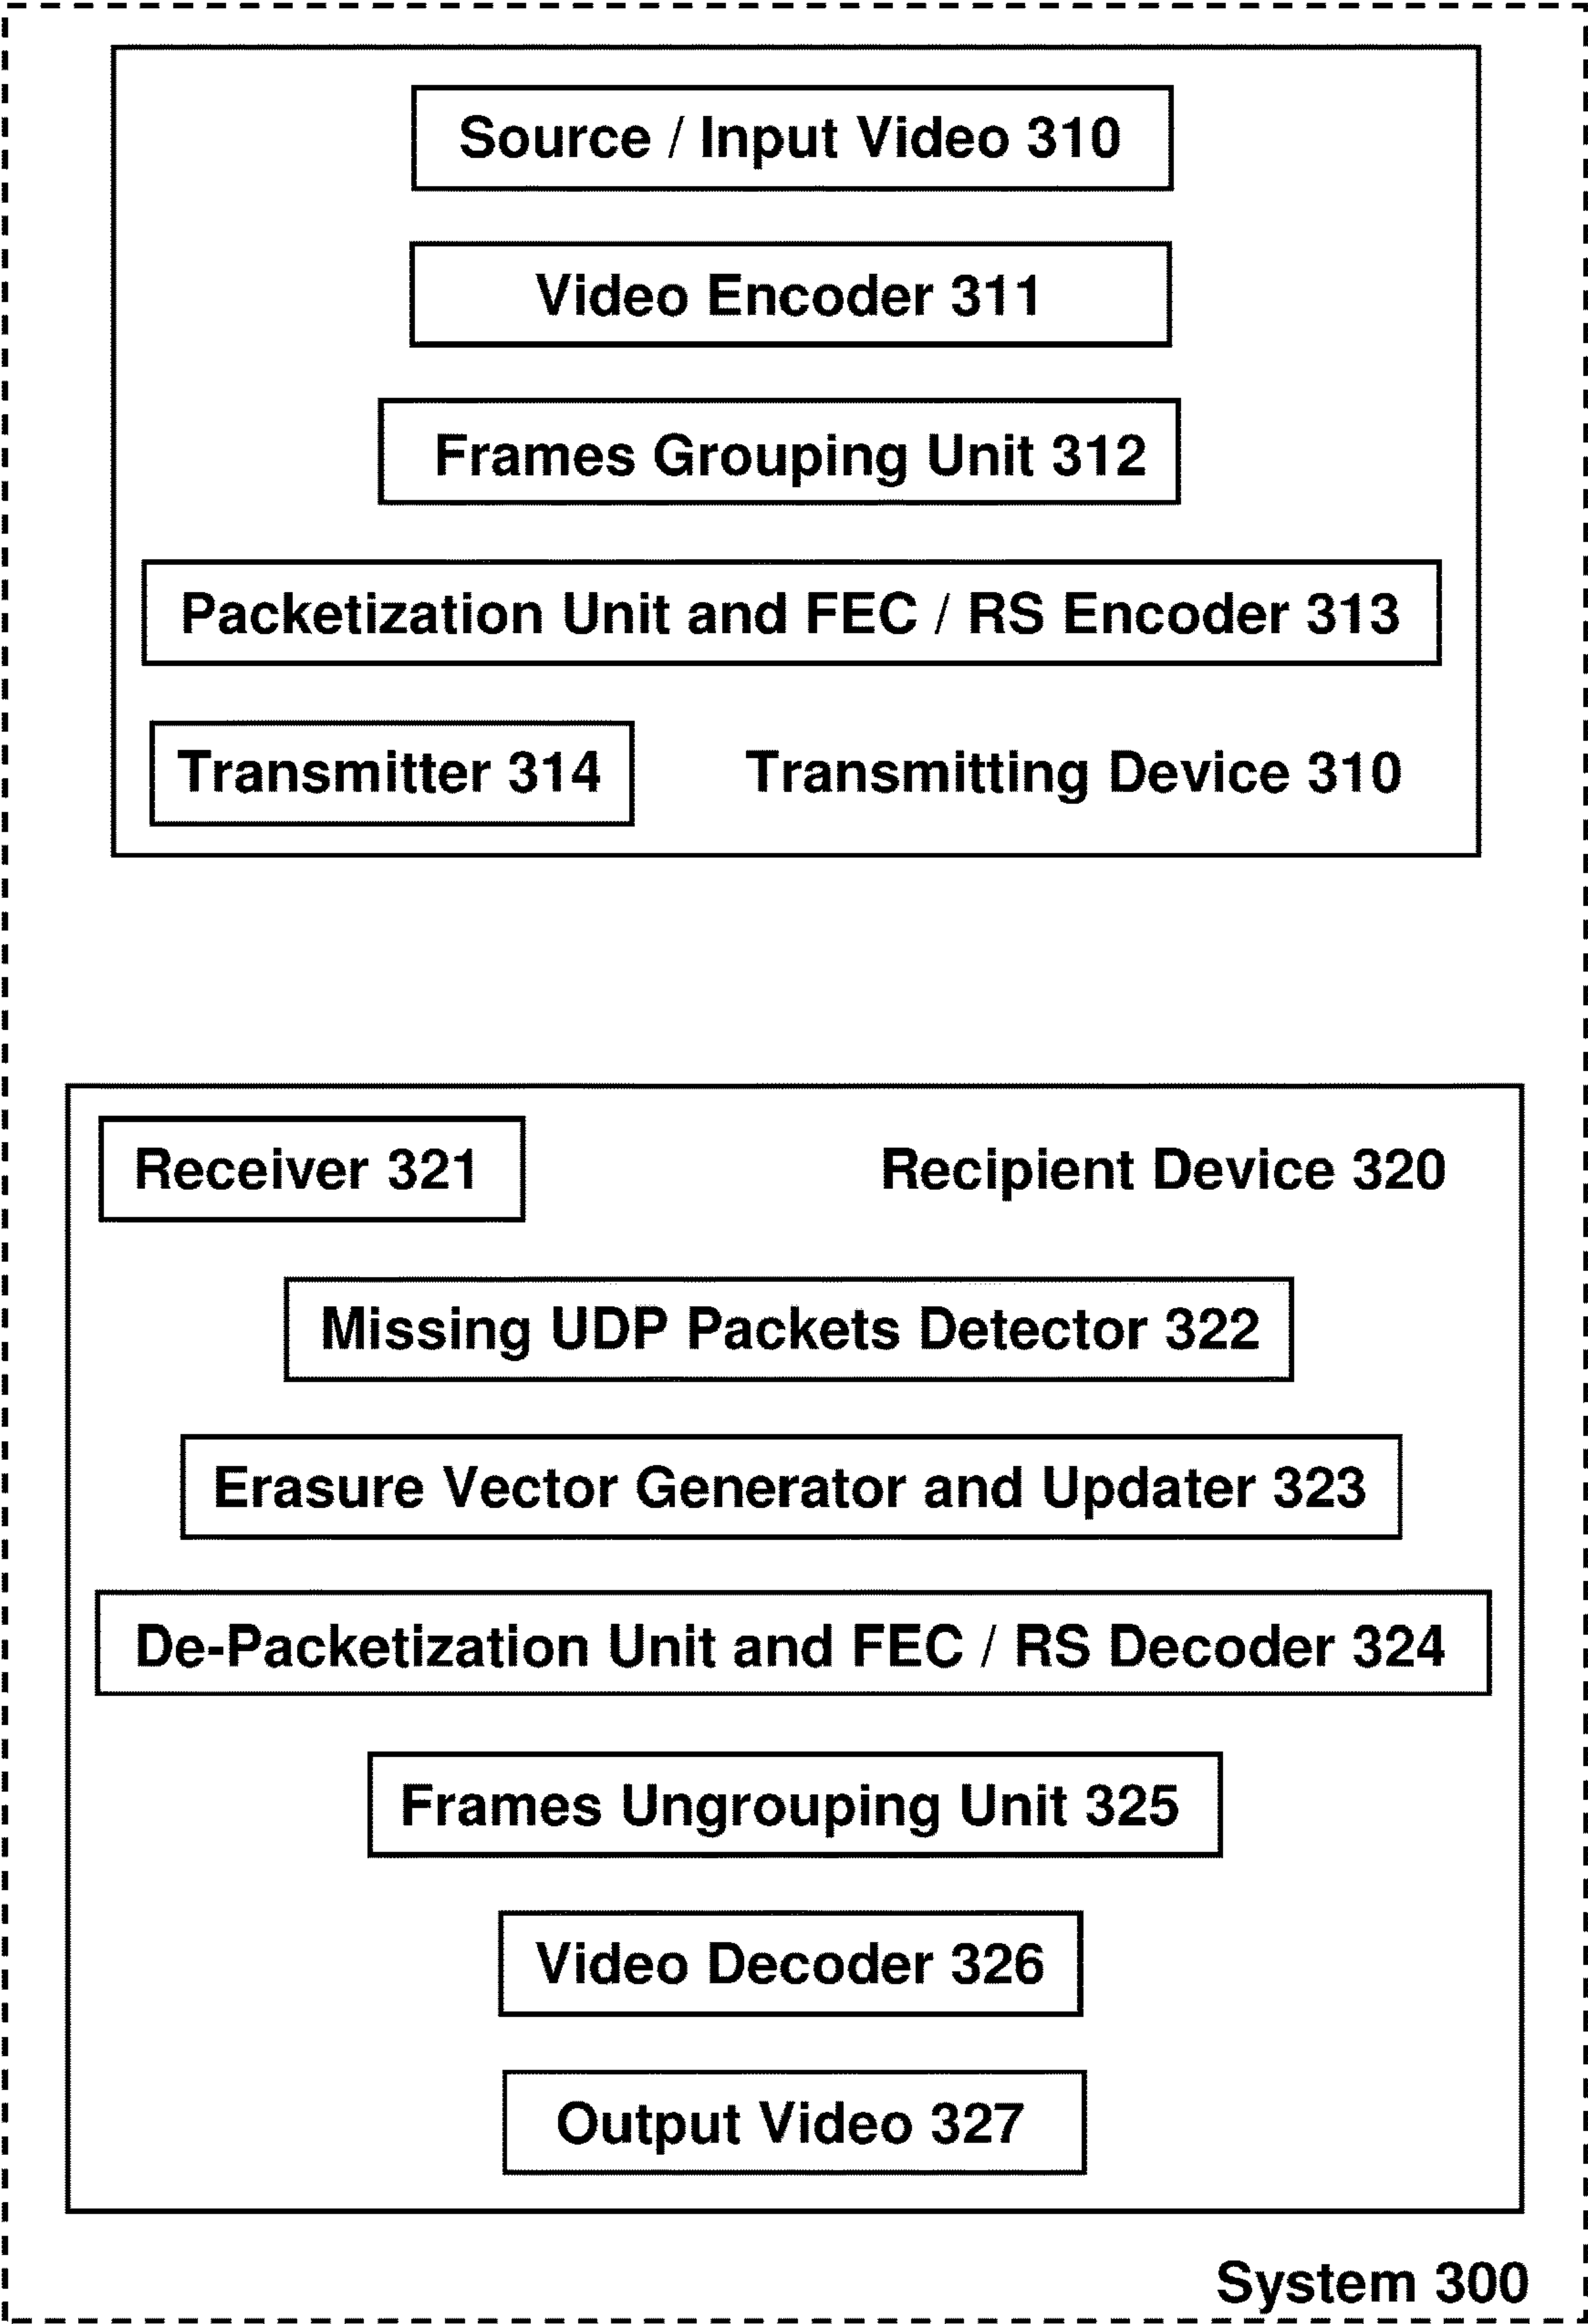 Source / Input Video 310
Video Encoder 311
Frames Grouping Unit 312
Packetization Unit and FEC / RS Encoder 313
Transmitter 314
Transmitting Device 310
Receiver 321
Recipient Device 320
Missing UDP Packets Detector 322
Erasure Vector Generator and Updater 323
De-Packetization Unit and FEC / RS Decoder 324
Frames Ungrouping Unit 325
Video Decoder 326
Output Video 327
System 300